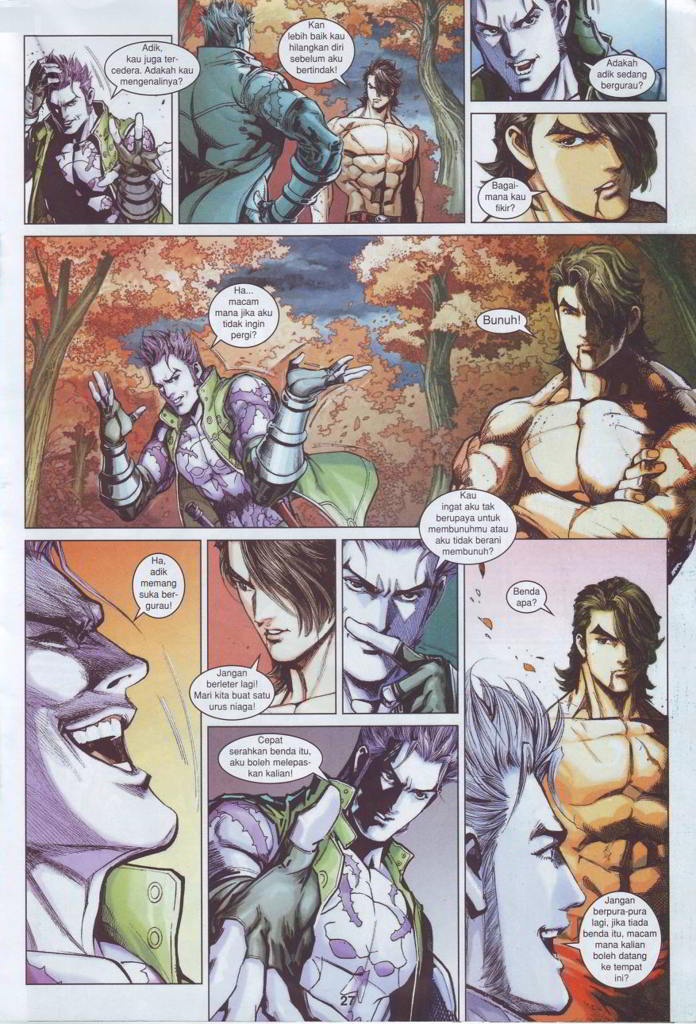 Adik,
kau juga ter-
cedera. Adakah kau
mengenalinya?
Kan
lebih baik kau
hilangkan diri
sebelum aku
bertindak!
Adakah
adik sedang
bergurau?
Bagai-
mana kau
fikir?
Ha...
macam
mana jika aku
tidak ingin
pergi?
Bunuh!
Kau
ingat aku tak
berupaya untuk
membunuhmu atau
aku tidak berani
membunuh?
Ha,
adik
memang
suka ber-
gurau!
Jangan
berleter lagi!
Mari kita buat satu
urus niaga!
Cepat
serahkan benda itu,
aku boleh melepas-
kan kalian!
Benda
apa?
Jangan
berpura-pura
lagi, jika tiada
benda itu, macam
mana kalian
boleh datang
ke tempat
ini?
27